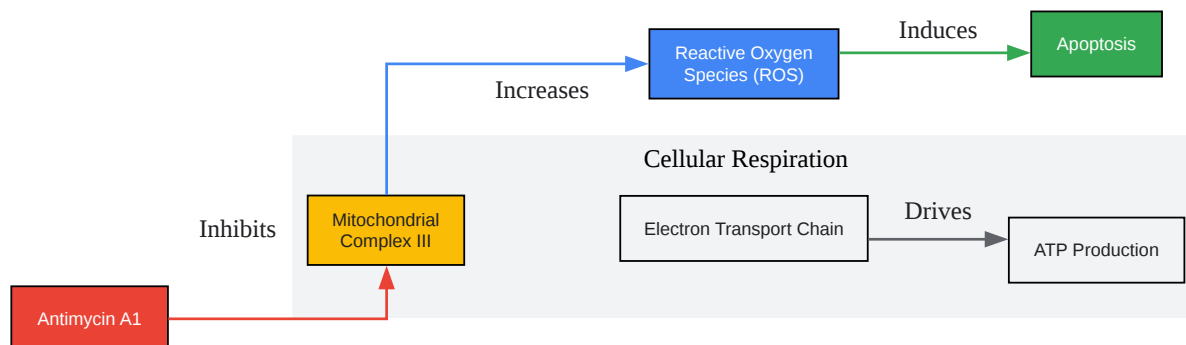 Induces
Reactive Oxygen
Species (ROS)
Apoptosis
Increases
Cellular Respiration
Inhibits
Mitochondrial
Complex III
Electron Transport Chain
Drives
ATP Production
Antimycin A1